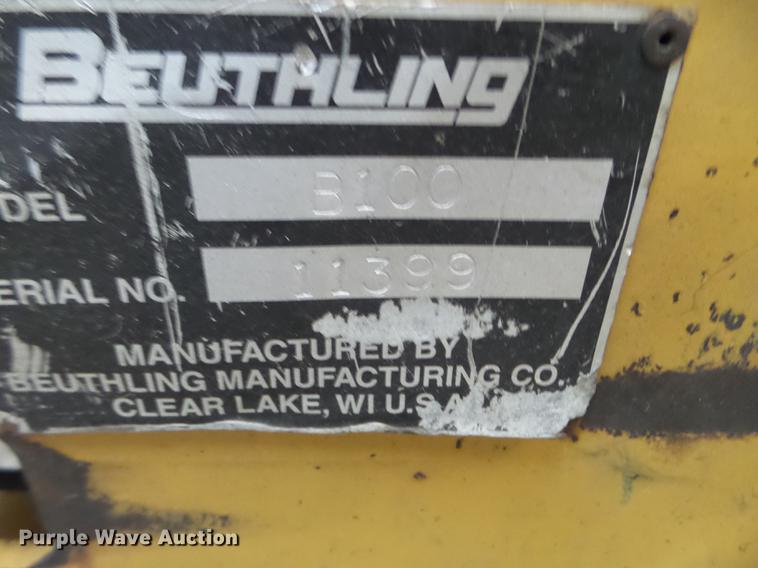 BEUTHLING
DEL B100
ERIAL NO. 11399
MANUFACTURED BY
BEUTHLING MANUFACTURING CO.
CLEAR LAKE, WI U.S.A.
Purple Wave Auction